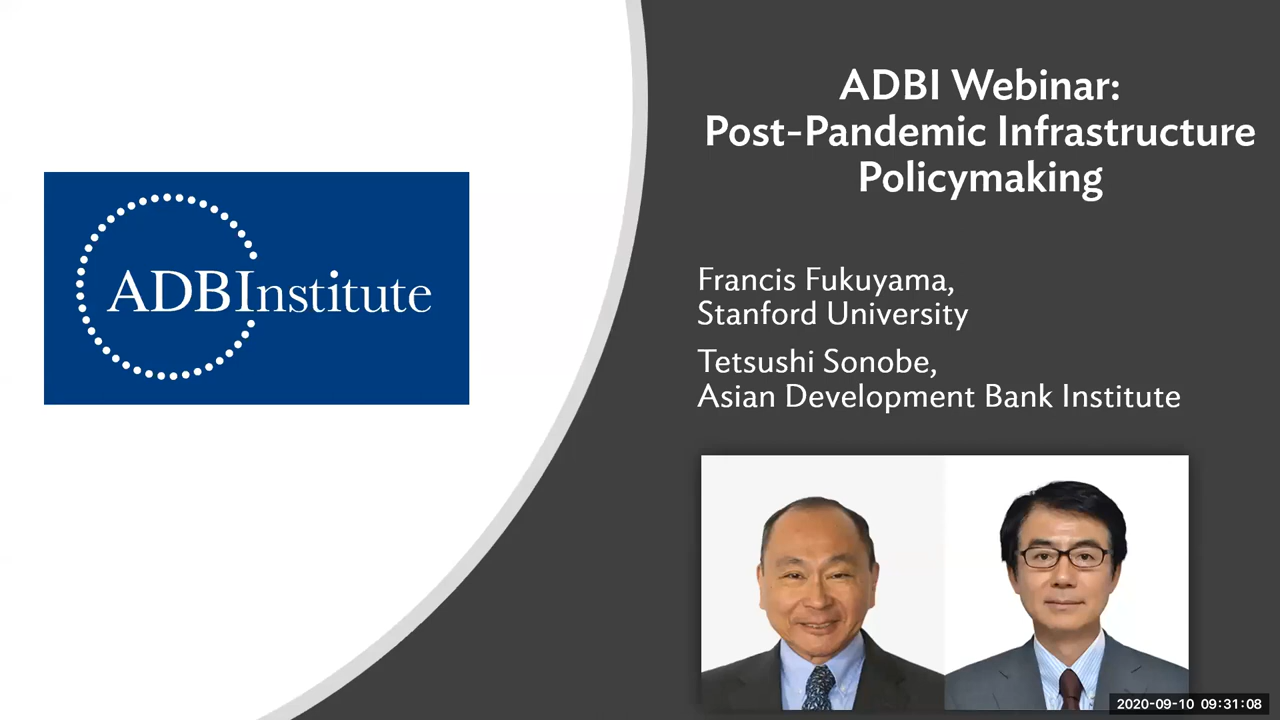 ADBInstitute
ADBI Webinar:
Post-Pandemic Infrastructure
Policymaking
Francis Fukuyama,
Stanford University
Tetsushi Sonobe,
Asian Development Bank Institute
2020-09-10 09:31:08